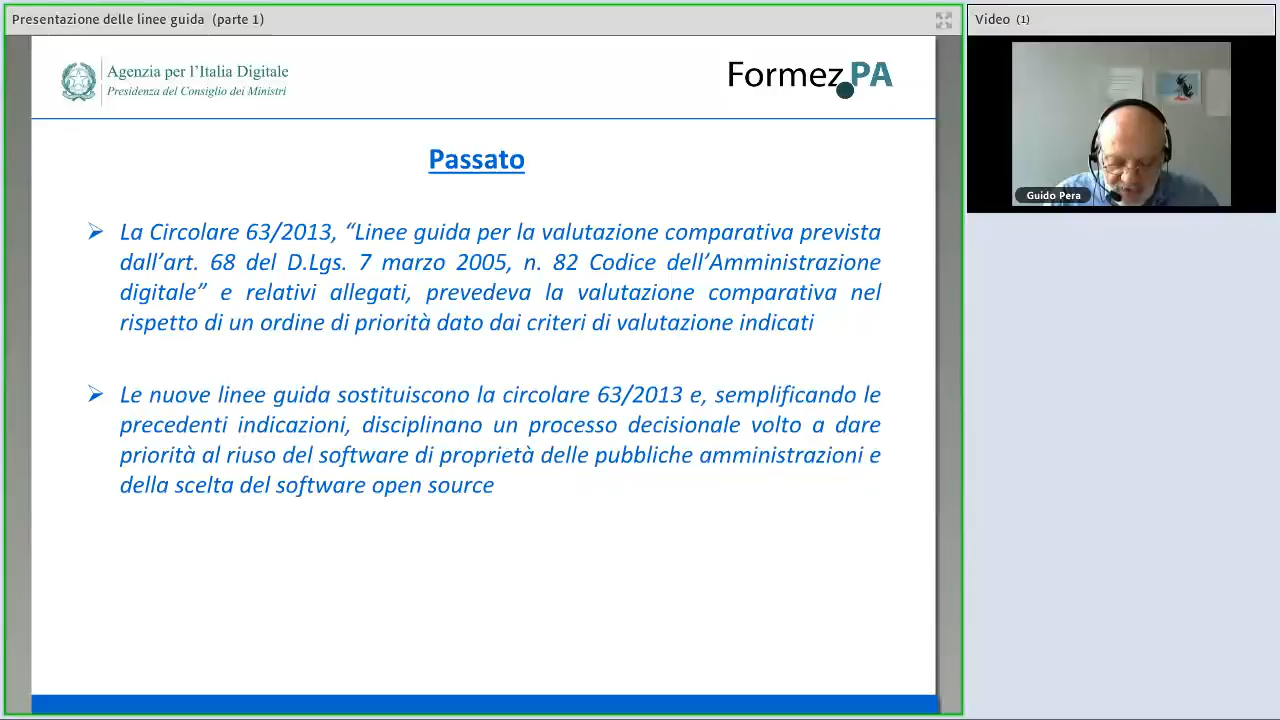 Presentazione delle linee guida (parte 1)
Video (1)
Agenzia per l'Italia Digitale
Presidenza del Consiglio dei Ministri
Formez PA
Guido Pera
Passato
La Circolare 63/2013, “Linee guida per la valutazione comparativa prevista
dall’art. 68 del D.Lgs. 7 marzo 2005, n. 82 Codice dell’Amministrazione
digitale” e relativi allegati, prevedeva la valutazione comparativa nel
rispetto di un ordine di priorità dato dai criteri di valutazione indicati
Le nuove linee guida sostituiscono la circolare 63/2013 e, semplificando le
precedenti indicazioni, disciplinano un processo decisionale volto a dare
priorità al riuso del software di proprietà delle pubbliche amministrazioni e
della scelta del software open source